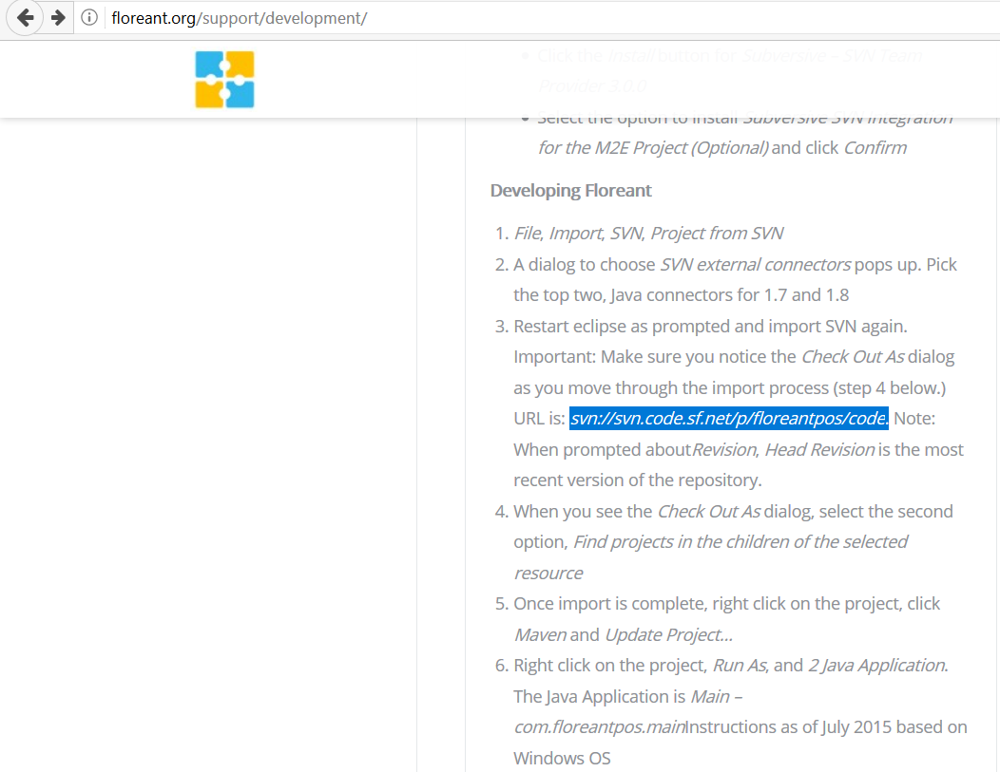 floreant.org/support/development/
• Click the Install button for Subversive – SVN Team
Provider 3.0.0
• Select the option to install Subversive SVN Integration
for the M2E Project (Optional) and click Confirm
Developing Floreant
1. File, Import, SVN, Project from SVN
2. A dialog to choose SVN external connectors pops up. Pick
the top two, Java connectors for 1.7 and 1.8
3. Restart eclipse as prompted and import SVN again.
Important: Make sure you notice the Check Out As dialog
as you move through the import process (step 4 below.)
URL is: svn://svn.code.sf.net/p/floreantpos/code. Note:
When prompted aboutRevision, Head Revision is the most
recent version of the repository.
4. When you see the Check Out As dialog, select the second
option, Find projects in the children of the selected
resource
5. Once import is complete, right click on the project, click
Maven and Update Project...
6. Right click on the project, Run As, and 2 Java Application.
The Java Application is Main –
com.floreantpos.mainInstructions as of July 2015 based on
Windows OS